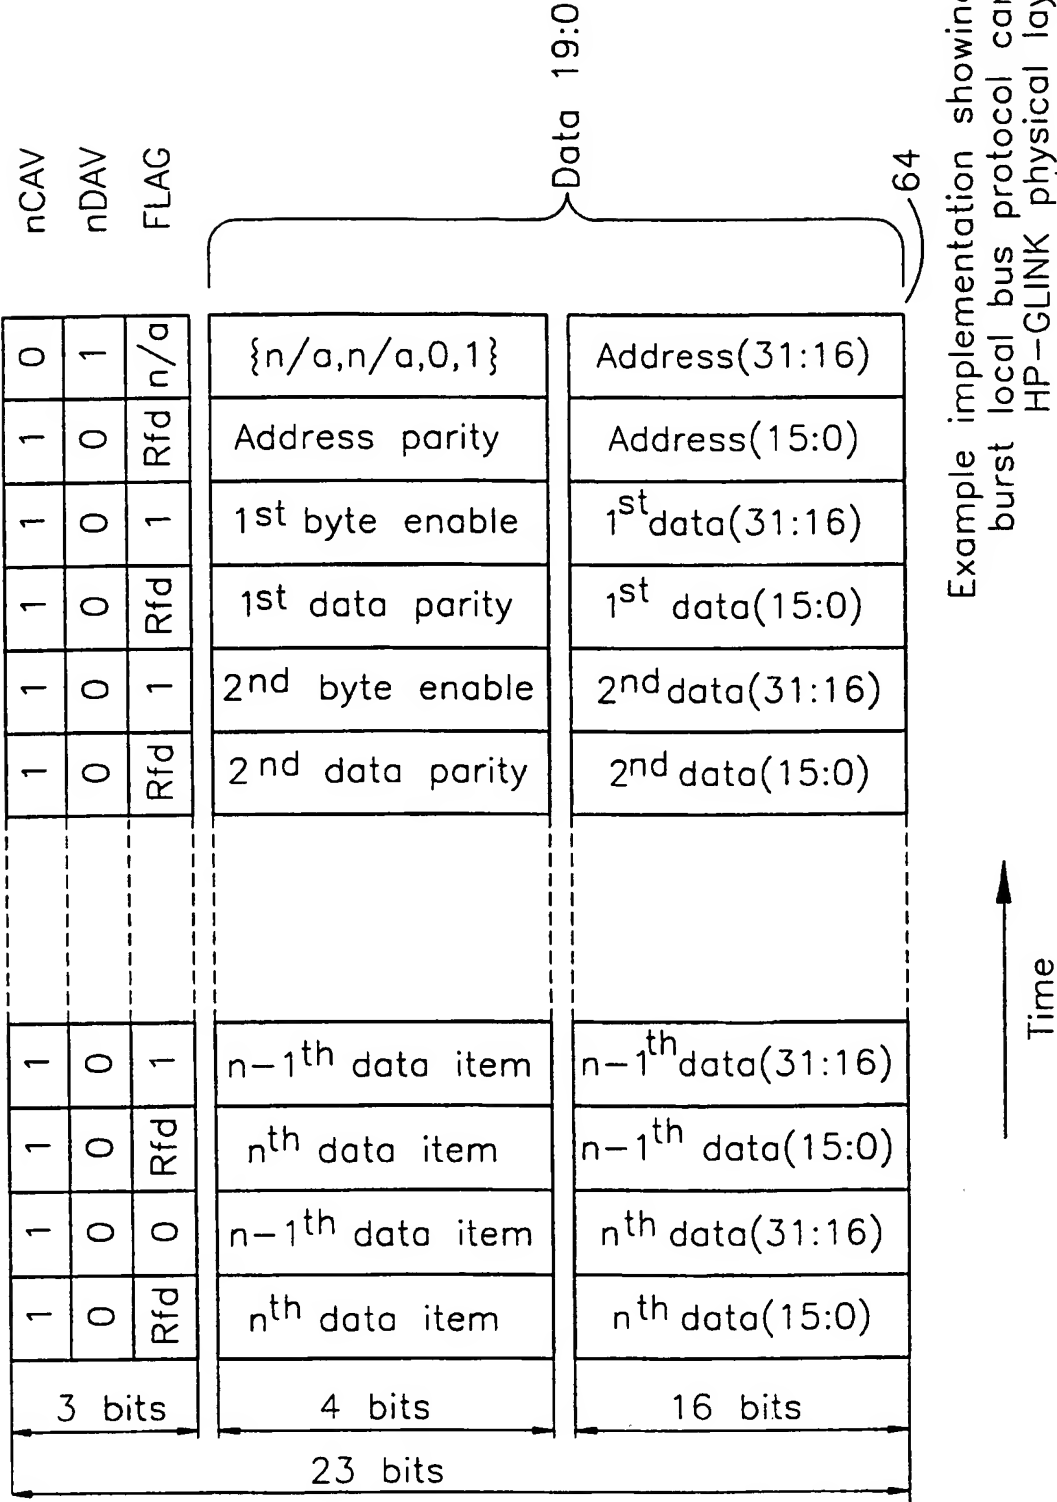 nCAV
nDAV
FLAG
0 1 n/a {n/a,n/a,0,1} Address(31:16)
1 0 Rfd Address parity Address(15:0)
1 0 1 1st byte enable 1st data(31:16)
1 0 Rfd 1st data parity 1st data(15:0)
1 0 1 2nd byte enable 2nd data(31:16)
1 0 Rfd 2nd data parity 2nd data(15:0)
1 0 1 n-1th data item n-1th data(31:16)
1 0 Rfd nth data item n-1th data(15:0)
1 0 0 n-1th data item nth data(31:16)
1 0 Rfd nth data item nth data(15:0)
3 bits 4 bits 16 bits
23 bits
Data 19:0
64
Time
Example implementation showing
burst local bus protocol
HP-GLINK physical